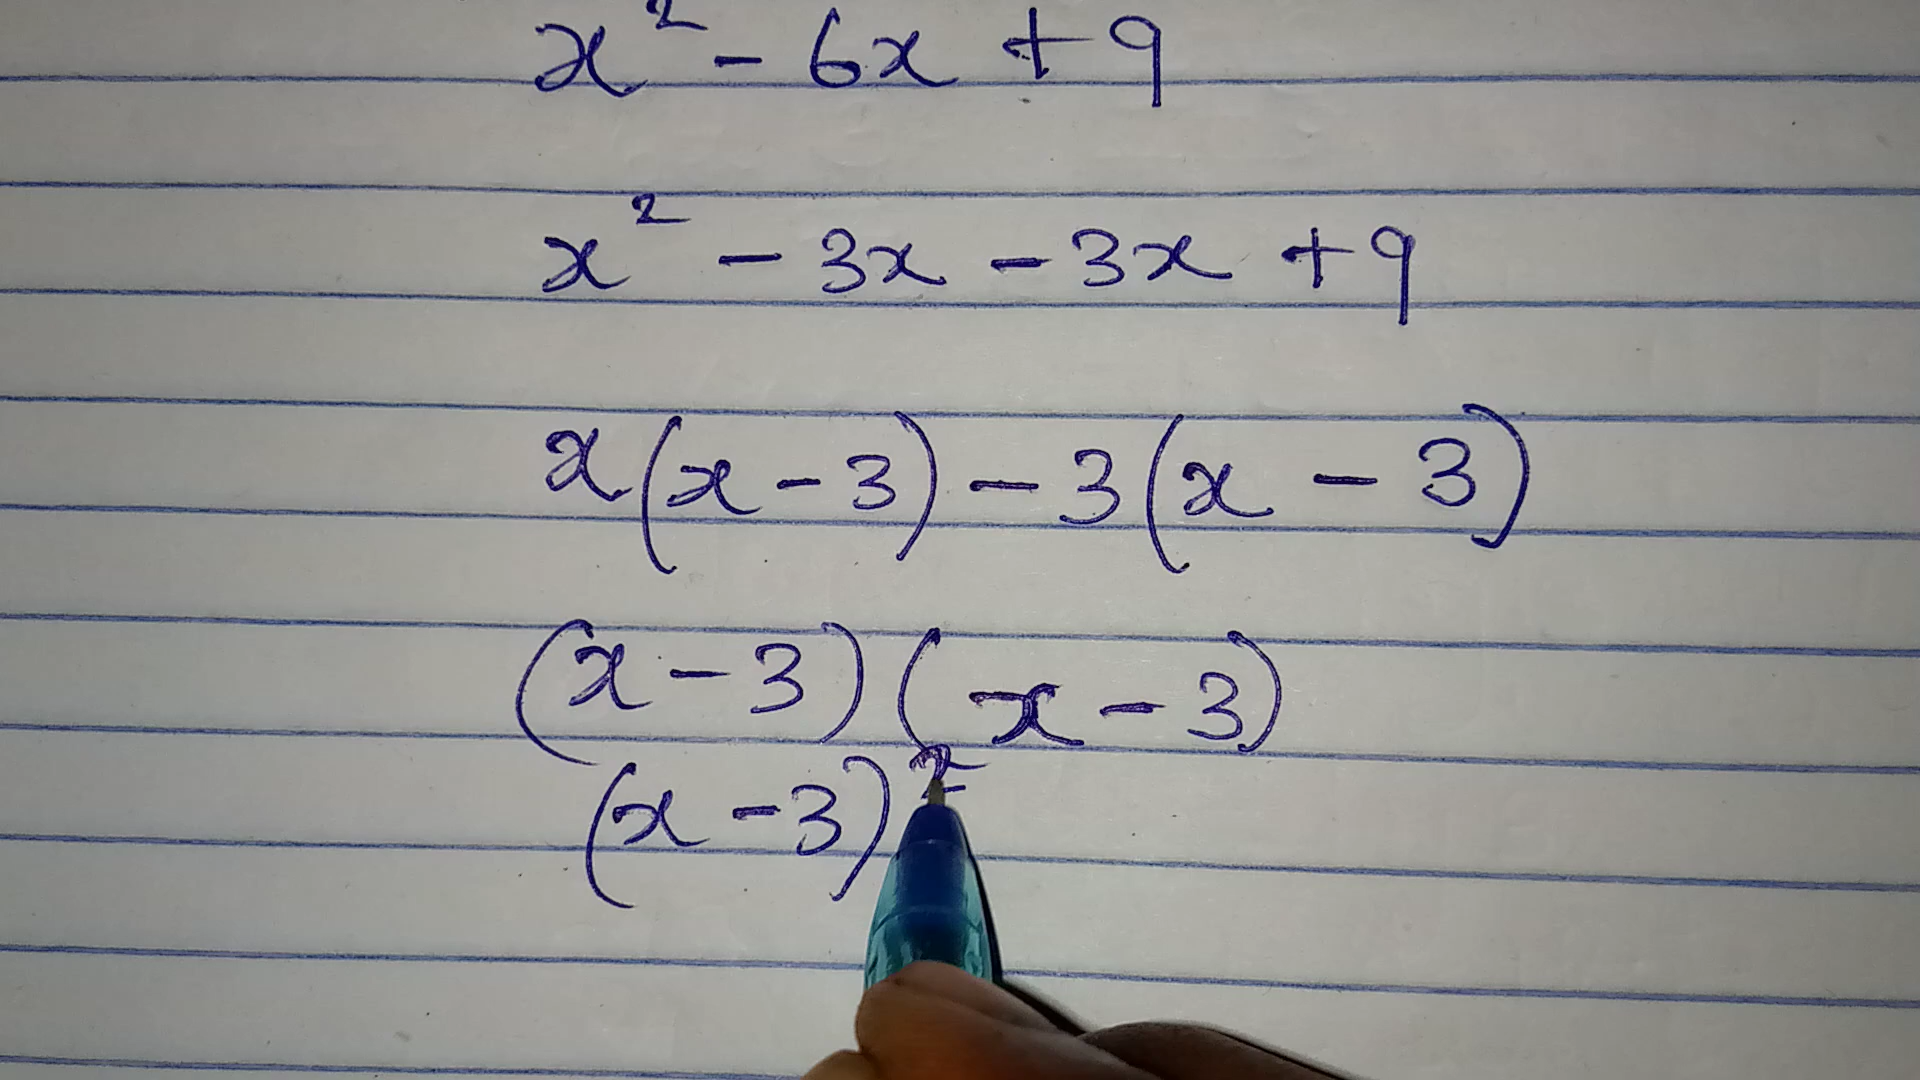 x² - 6x + 9
x² - 3x - 3x + 9
x(x - 3) - 3(x - 3)
(x - 3)(x - 3)
(x - 3)²